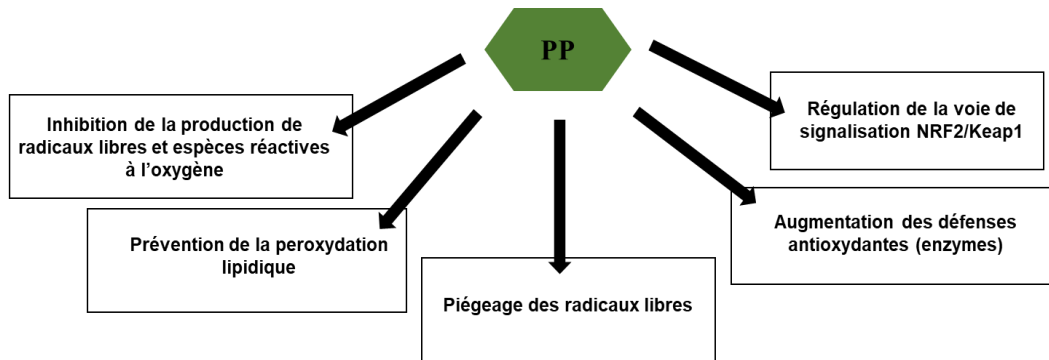 PP
Inhibition de la production de
radicaux libres et espèces réactives
à l’oxygène
Régulation de la voie de
signalisation NRF2/Keap1
Prévention de la peroxydation
lipidique
Augmentation des défenses
antioxydantes (enzymes)
Piégeage des radicaux libres